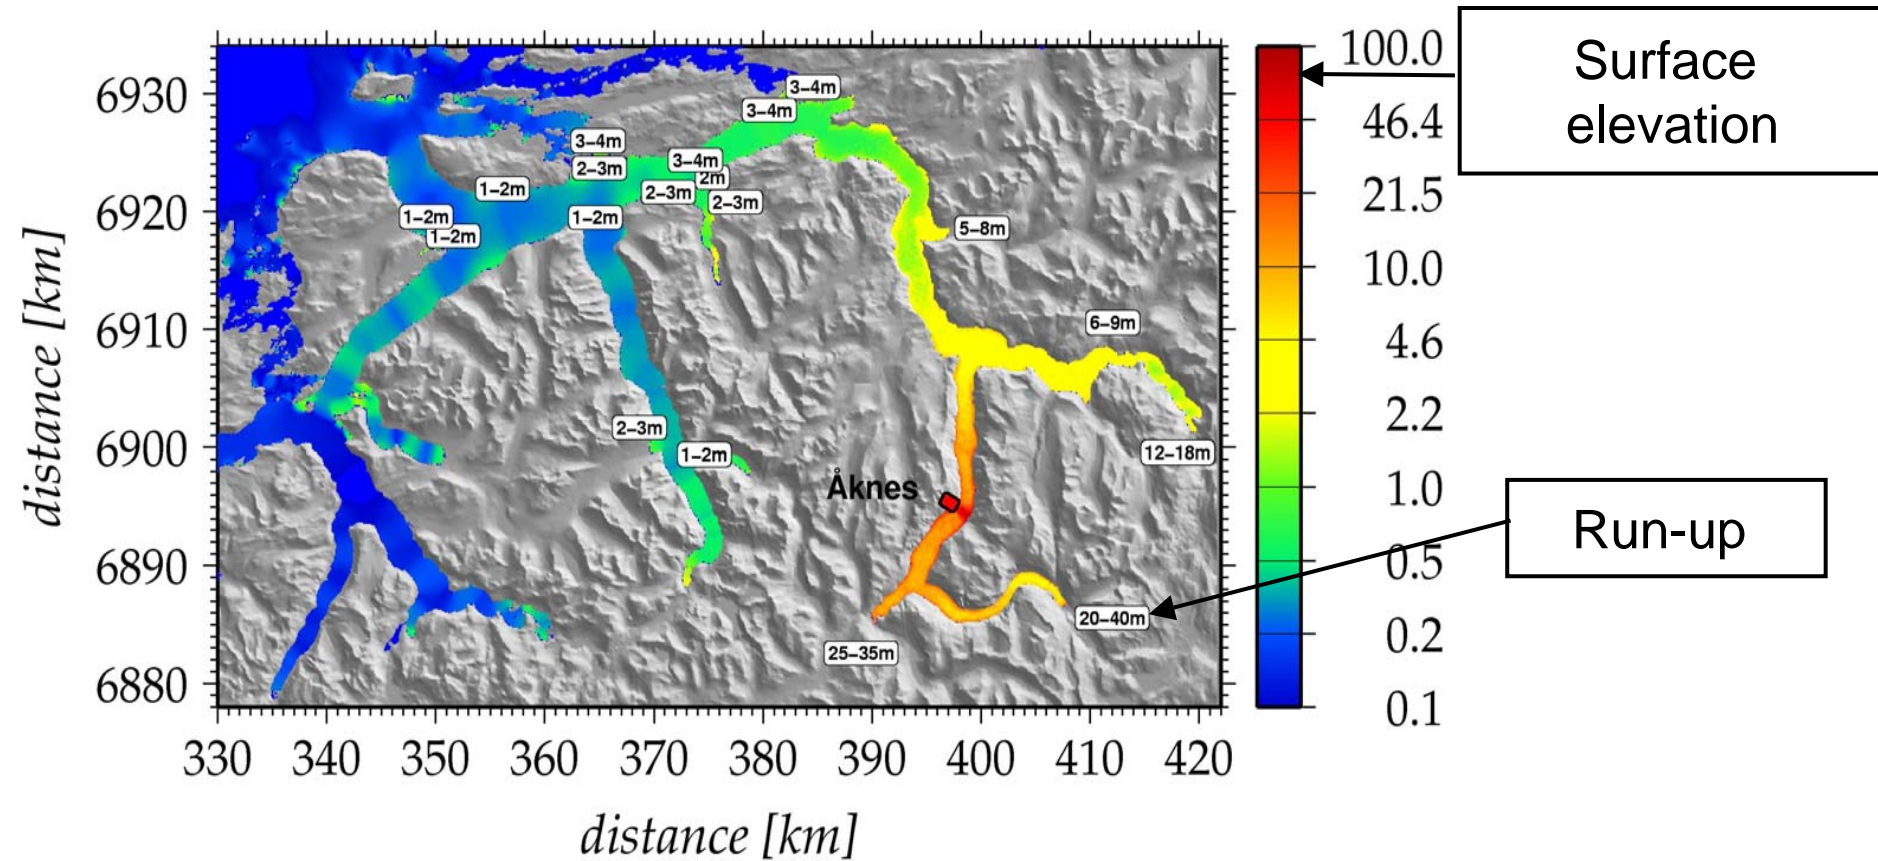 Surface
elevation
Run-up
distance [km]
6930
6920
6910
6900
6890
6880
330 340 350 360 370 380 390 400 410 420
distance [km]
100.0
46.4
21.5
10.0
4.6
2.2
1.0
0.5
0.2
0.1
3–4m
3–4m
3–4m
2–3m
3–4m
2m
2–3m
2–3m
1–2m
1–2m
1–2m
1–2m
5–8m
6–9m
2–3m
1–2m
12–18m
Åknes
20–40m
25–35m